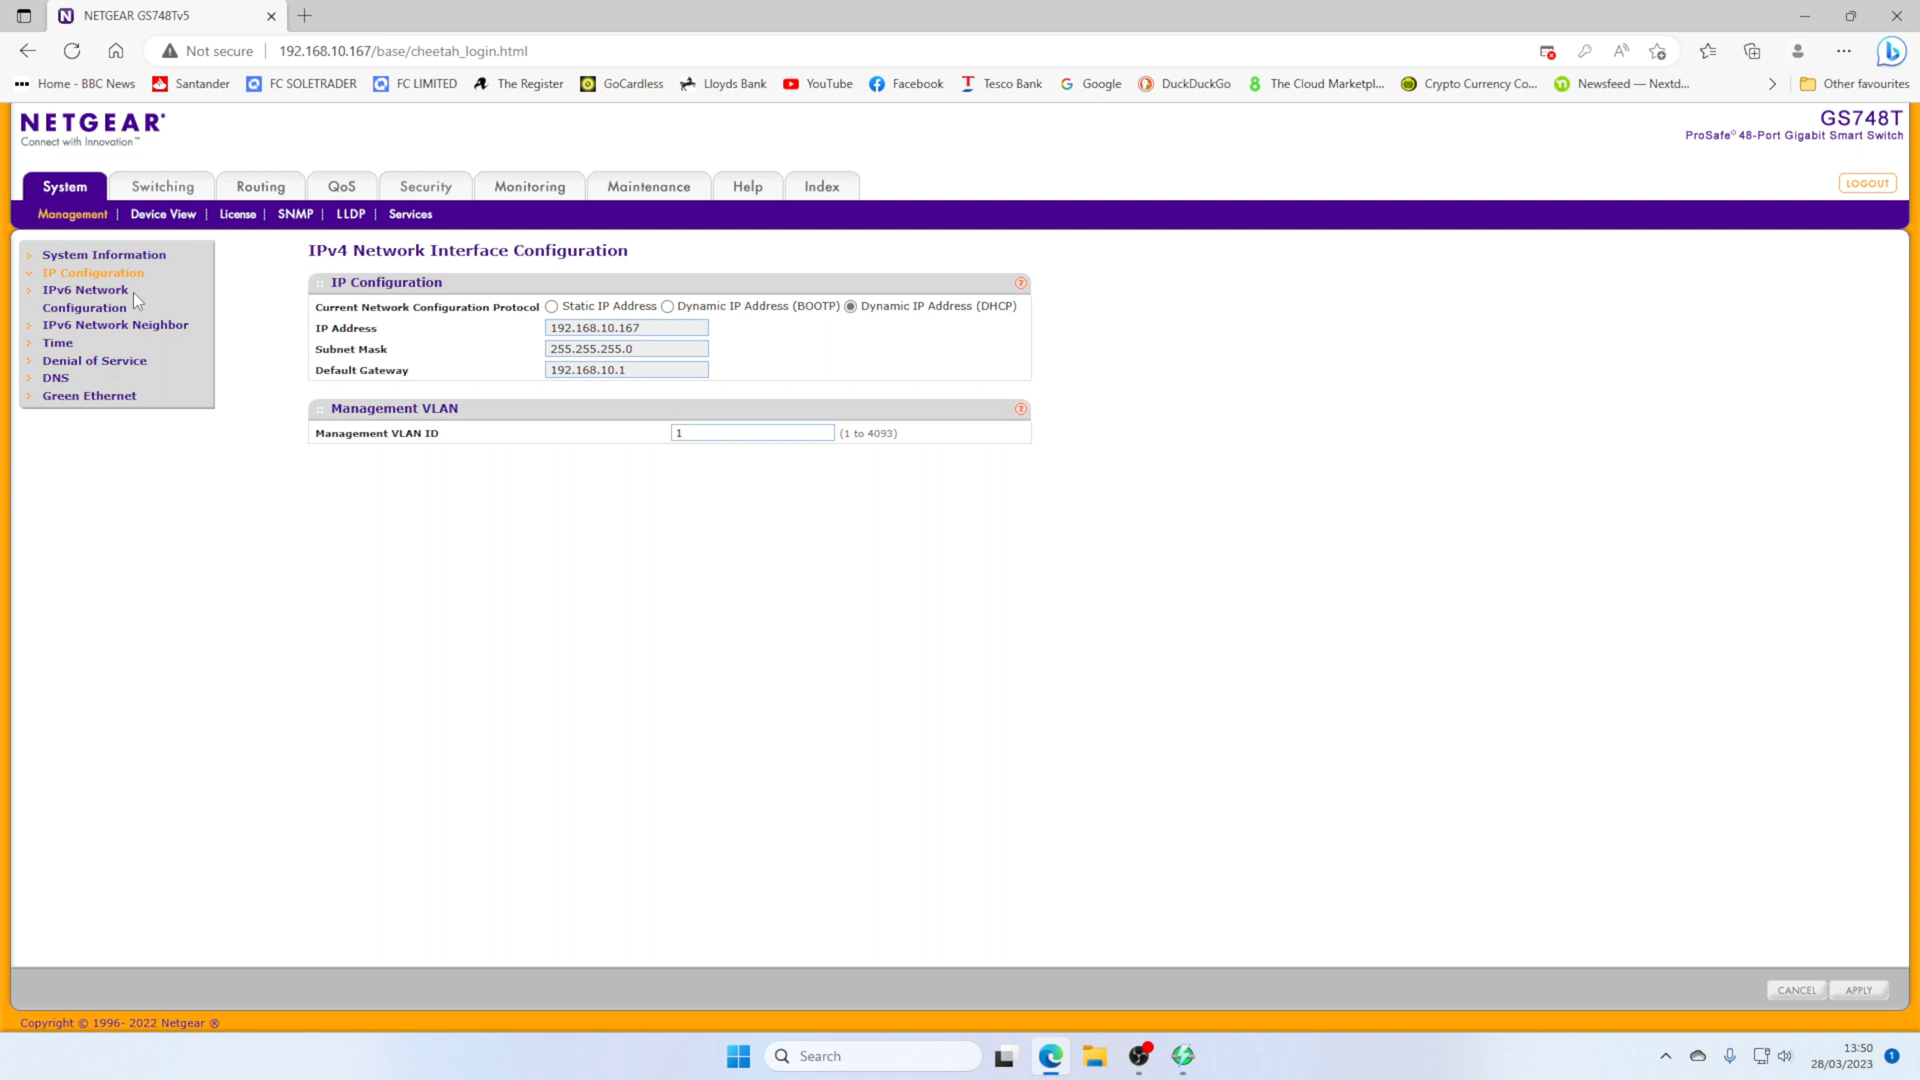 NETGEAR GS748Tv5
Not secure 192.168.10.167/base/cheetah_login.html
Home - BBC News Santander FC SOLETRADER FC LIMITED The Register GoCardless Lloyds Bank YouTube Facebook Tesco Bank Google DuckDuckGo The Cloud Marketpl... Crypto Currency Co... Newsfeed — Nextd... Other favourites
NETGEAR®
Connect with Innovation™
GS748T
ProSafe® 48-Port Gigabit Smart Switch
System Switching Routing QoS Security Monitoring Maintenance Help Index LOGOUT
Management | Device View | License | SNMP | LLDP | Services
System Information
IP Configuration
IPv6 Network
Configuration
IPv6 Network Neighbor
Time
Denial of Service
DNS
Green Ethernet
IPv4 Network Interface Configuration
IP Configuration
Current Network Configuration Protocol Static IP Address Dynamic IP Address (BOOTP) Dynamic IP Address (DHCP)
IP Address 192.168.10.167
Subnet Mask 255.255.255.0
Default Gateway 192.168.10.1
Management VLAN
Management VLAN ID 1 (1 to 4093)
CANCEL APPLY
Copyright © 1996- 2022 Netgear ®
Search
13:50
28/03/2023
1